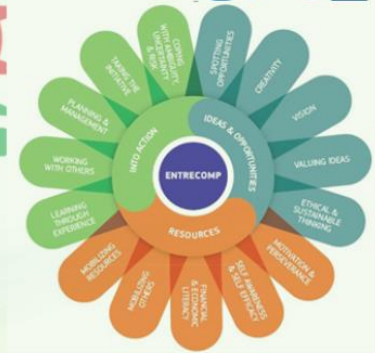 ENTRECOMP
IDEAS & OPPORTUNITIES
RESOURCES
INTO ACTION
SPOTTING
OPPORTUNITIES
CREATIVITY
VISION
VALUING IDEAS
ETHICAL &
SUSTAINABLE
THINKING
MOTIVATION &
PERSEVERANCE
SELF AWARENESS
& SELF EFFICACY
FINANCIAL
& ECONOMIC
LITERACY
MOBILIZING
OTHERS
MOBILIZING
RESOURCES
LEARNING
THROUGH
EXPERIENCE
WORKING
WITH OTHERS
PLANNING &
MANAGEMENT
TAKING THE
INITIATIVE
COPING
WITH AMBIGUITY,
UNCERTAINTY
& RISK